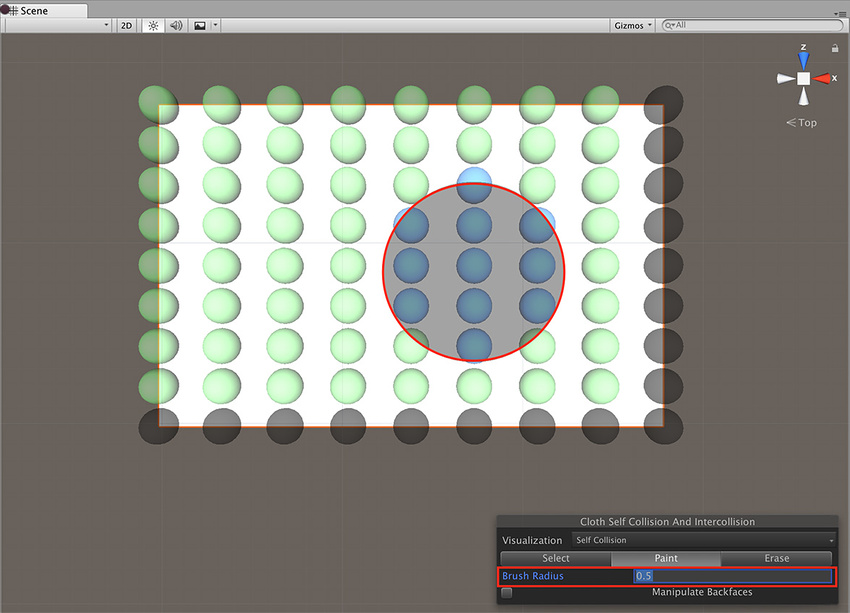 Scene
2D
Gizmos
All
z
x
Top
Cloth Self Collision And Intercollision
Visualization Self Collision
Select Paint Erase
Brush Radius 0.5
Manipulate Backfaces